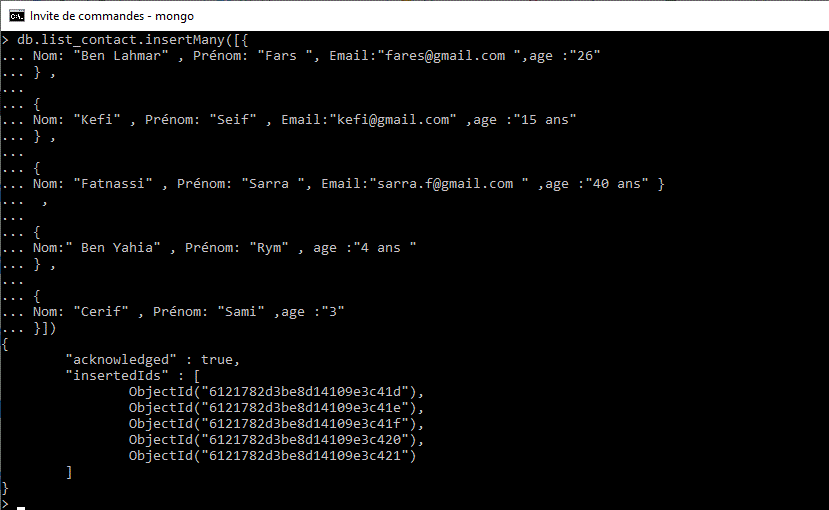 Invite de commandes - mongo
> db.list_contact.insertMany([{
... Nom: "Ben Lahmar" , Prénom: "Fars ", Email:"fares@gmail.com ",age :"26"
... } ,
...
... {
... Nom: "Kefi" , Prénom: "Seif" , Email:"kefi@gmail.com" ,age :"15 ans"
... } ,
...
... {
... Nom: "Fatnassi" , Prénom: "Sarra ", Email:"sarra.f@gmail.com " ,age :"40 ans" }
...  ,
...
... {
... Nom:" Ben Yahia" , Prénom: "Rym" , age :"4 ans "
... } ,
...
... {
... Nom: "Cerif" , Prénom: "Sami" ,age :"3"
... }])
{
        "acknowledged" : true,
        "insertedIds" : [
                ObjectId("6121782d3be8d14109e3c41d"),
                ObjectId("6121782d3be8d14109e3c41e"),
                ObjectId("6121782d3be8d14109e3c41f"),
                ObjectId("6121782d3be8d14109e3c420"),
                ObjectId("6121782d3be8d14109e3c421")
        ]
}
>